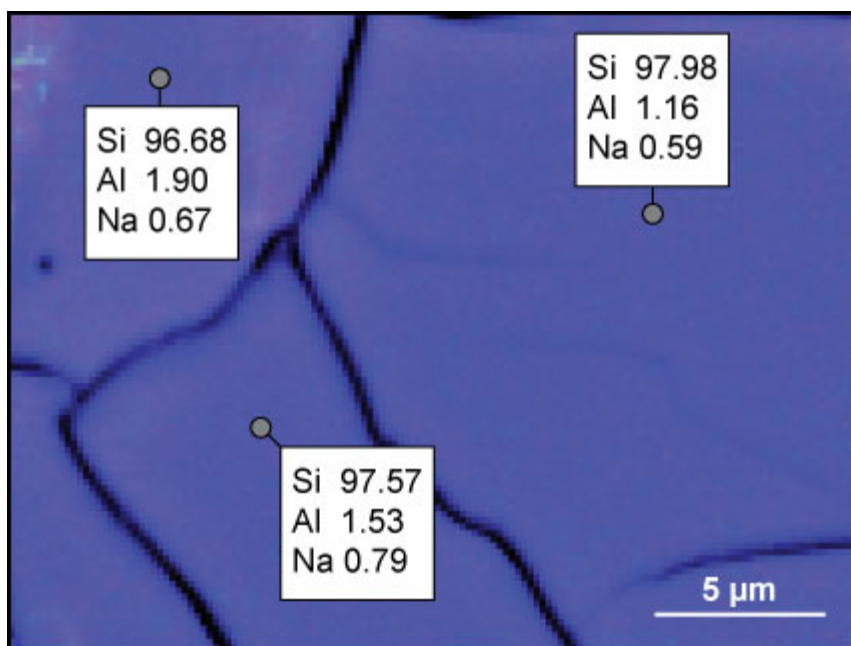 Si 96.68
Al 1.90
Na 0.67
Si 97.98
Al 1.16
Na 0.59
Si 97.57
Al 1.53
Na 0.79
5 µm